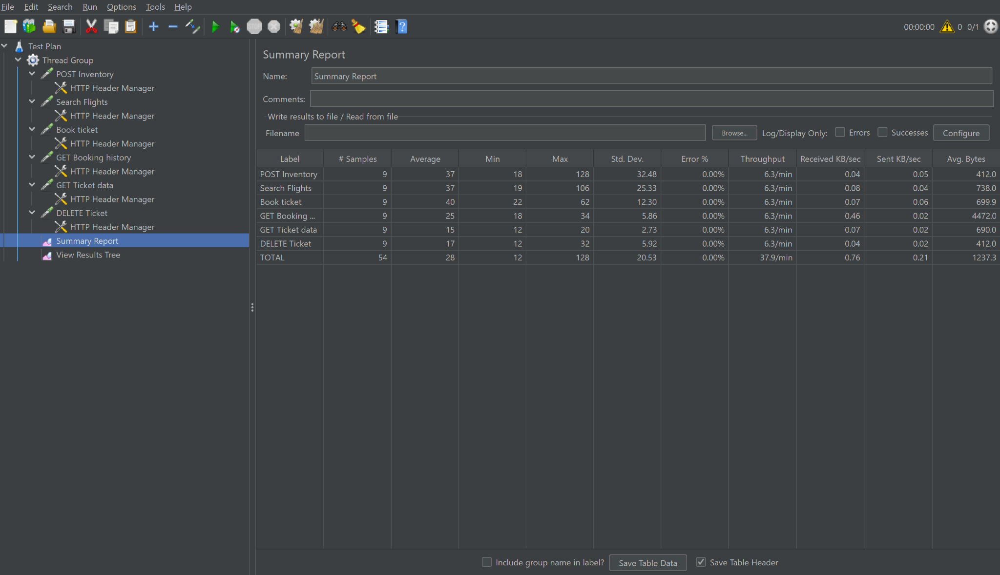 File Edit Search Run Options Tools Help
STOP
?
00:00:00 0 0/1
Test Plan
Thread Group
POST Inventory
HTTP Header Manager
Search Flights
HTTP Header Manager
Book ticket
HTTP Header Manager
GET Booking history
HTTP Header Manager
GET Ticket data
HTTP Header Manager
DELETE Ticket
HTTP Header Manager
Summary Report
View Results Tree
Summary Report
Name: Summary Report
Comments:
Write results to file / Read from file
Filename Browse... Log/Display Only: Errors Successes Configure
Label # Samples Average Min Max Std. Dev. Error % Throughput Received KB/sec Sent KB/sec Avg. Bytes
POST Inventory 9 37 18 128 32.48 0.00% 6.3/min 0.04 0.05 412.0
Search Flights 9 37 19 106 25.33 0.00% 6.3/min 0.08 0.04 738.0
Book ticket 9 40 22 62 12.30 0.00% 6.3/min 0.07 0.06 699.9
GET Booking ... 9 25 18 34 5.86 0.00% 6.3/min 0.46 0.02 4472.0
GET Ticket data 9 15 12 20 2.73 0.00% 6.3/min 0.07 0.02 690.0
DELETE Ticket 9 17 12 32 5.92 0.00% 6.3/min 0.04 0.02 412.0
TOTAL 54 28 12 128 20.53 0.00% 37.9/min 0.76 0.21 1237.3
Include group name in label? Save Table Data Save Table Header